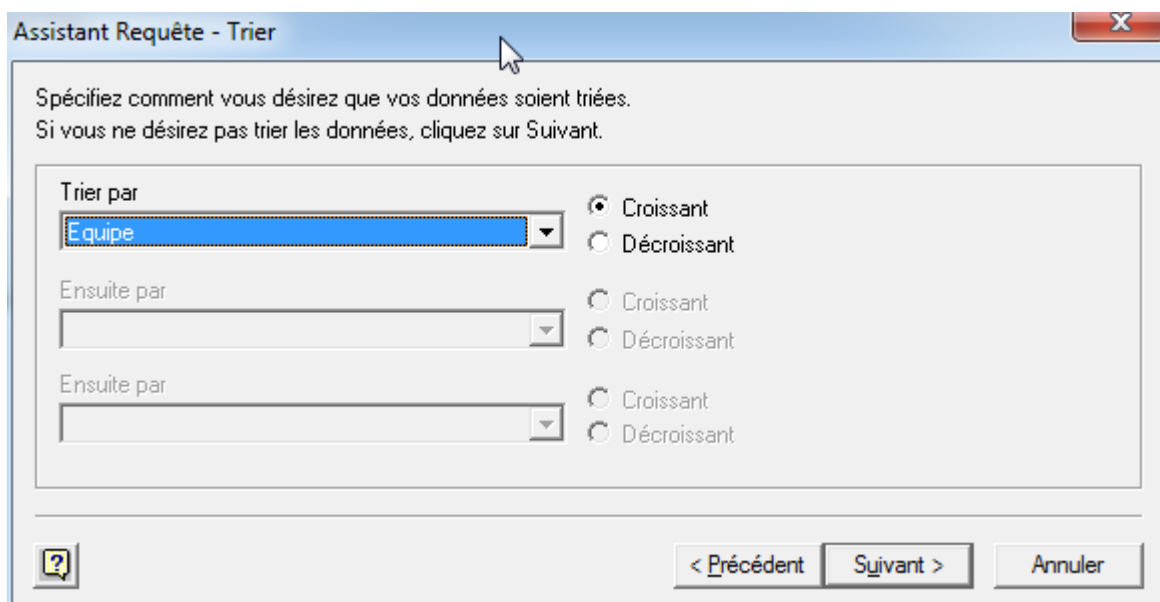 Assistant Requête - Trier
Spécifiez comment vous désirez que vos données soient triées.
Si vous ne désirez pas trier les données, cliquez sur Suivant.
Trier par
Croissant
Equipe
Décroissant
Ensuite par
Croissant
Décroissant
Ensuite par
Croissant
Décroissant
< Précédent
Suivant >
Annuler